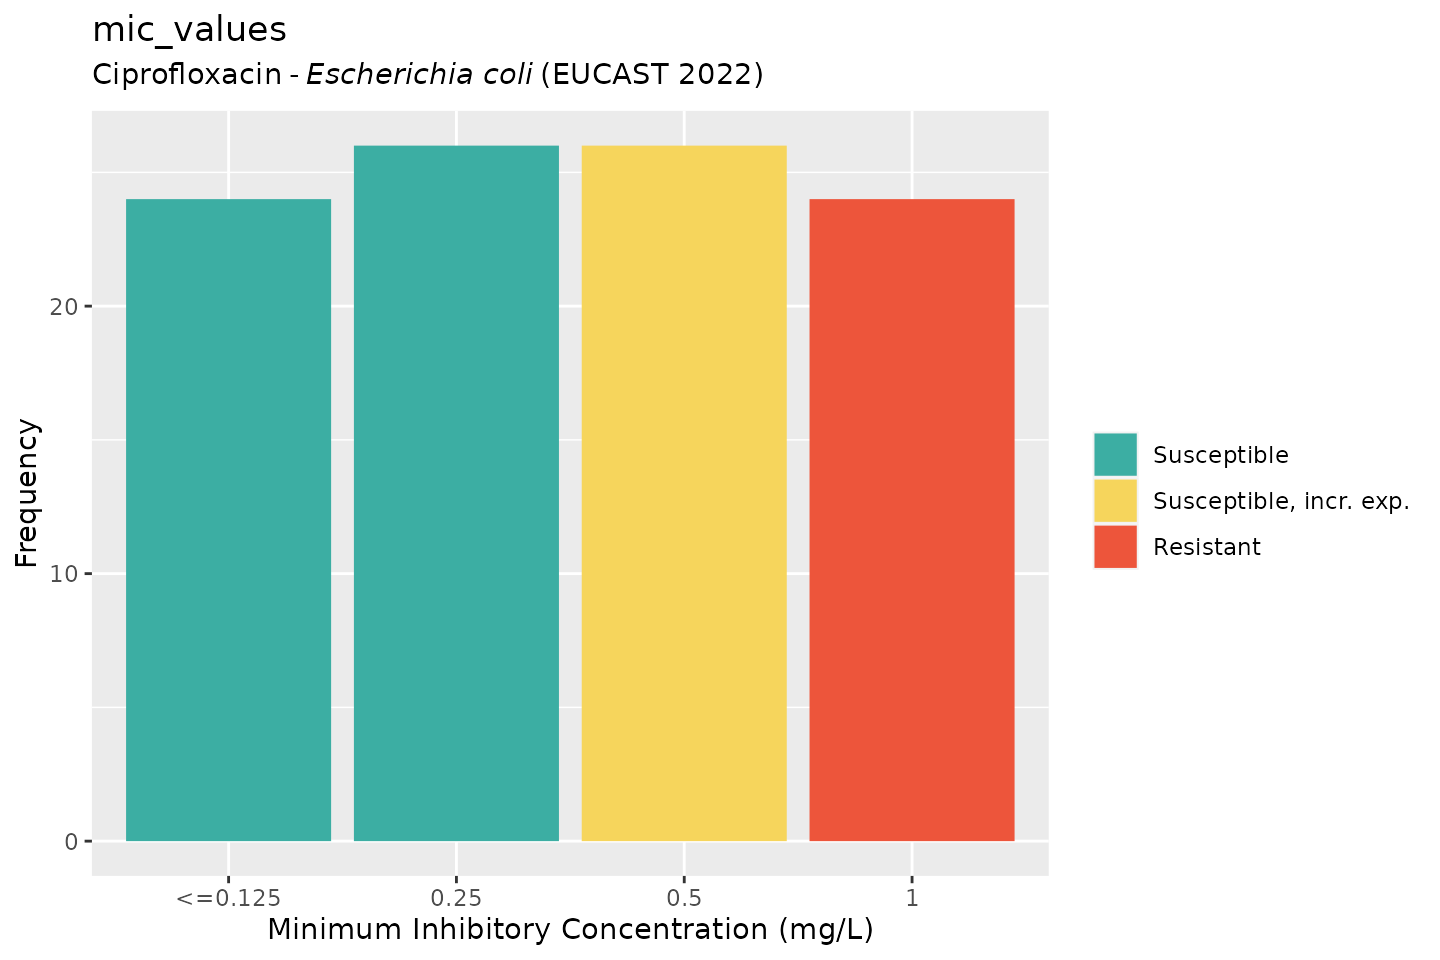 mic_values
Ciprofloxacin - Escherichia coli (EUCAST 2022)
Frequency
20
10
0
<=0.125 0.25 0.5 1
Minimum Inhibitory Concentration (mg/L)
Susceptible
Susceptible, incr. exp.
Resistant